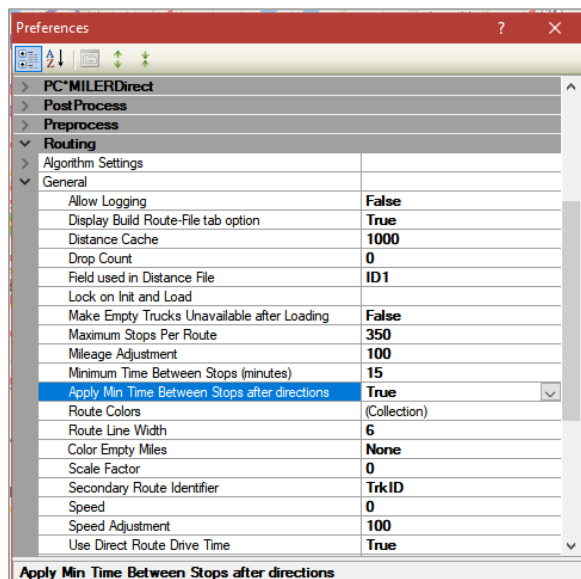 Preferences ? ×
PC*MILERDirect
PostProcess
Preprocess
Routing
Algorithm Settings
General
Allow Logging False
Display Build Route-File tab option True
Distance Cache 1000
Drop Count 0
Field used in Distance File ID1
Lock on Init and Load
Make Empty Trucks Unavailable after Loading False
Maximum Stops Per Route 350
Mileage Adjustment 100
Minimum Time Between Stops (minutes) 15
Apply Min Time Between Stops after directions True
Route Colors (Collection)
Route Line Width 6
Color Empty Miles None
Scale Factor 0
Secondary Route Identifier TrkID
Speed 0
Speed Adjustment 100
Use Direct Route Drive Time True
Apply Min Time Between Stops after directions